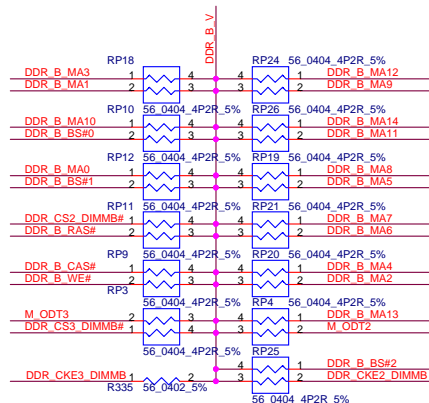 DDR_B_V
RP18 RP24 56_0404_4P2R_5%
DDR_B_MA3 1 4 4 1 DDR_B_MA12
DDR_B_MA1 2 3 3 2 DDR_B_MA9
RP10 56_0404_4P2R_5% RP26 56_0404_4P2R_5%
DDR_B_MA10 1 4 4 1 DDR_B_MA14
DDR_B_BS#0 2 3 3 2 DDR_B_MA11
RP12 56_0404_4P2R_5% RP19 56_0404_4P2R_5%
DDR_B_MA0 1 4 4 1 DDR_B_MA8
DDR_B_BS#1 2 3 3 2 DDR_B_MA5
RP11 56_0404_4P2R_5% RP21 56_0404_4P2R_5%
DDR_CS2_DIMMB# 1 4 4 1 DDR_B_MA7
DDR_B_RAS# 2 3 3 2 DDR_B_MA6
RP9 56_0404_4P2R_5% RP20 56_0404_4P2R_5%
DDR_B_CAS# 1 4 4 1 DDR_B_MA4
DDR_B_WE# 2 3 3 2 DDR_B_MA2
RP3 56_0404_4P2R_5% RP4 56_0404_4P2R_5%
M_ODT3 2 3 4 1 DDR_B_MA13
DDR_CS3_DIMMB# 1 4 3 2 M_ODT2
56_0404_4P2R_5% RP25
4 1 DDR_B_BS#2
DDR_CKE3_DIMMB 1 2 3 2 DDR_CKE2_DIMMB
R335 56_0402_5%
56_0404_4P2R_5%